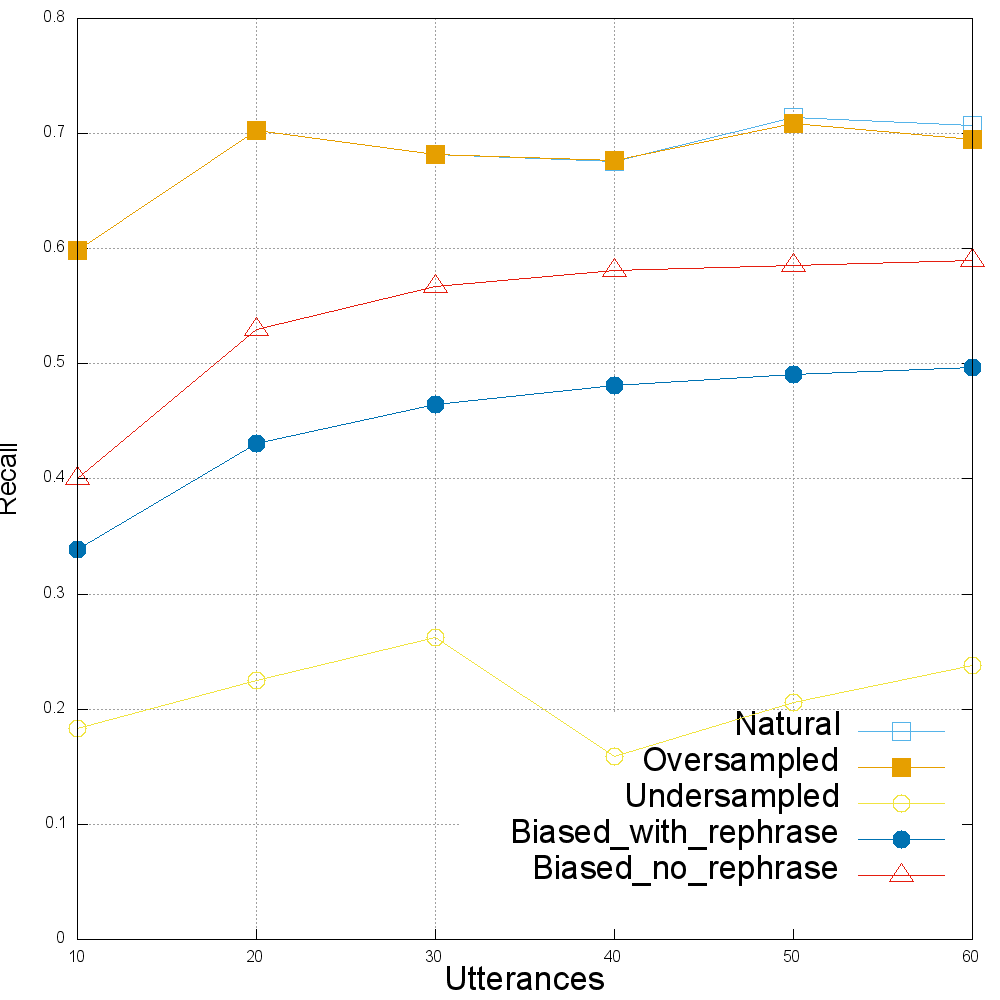 0.8
0.7
0.6
0.5
0.4
0.3
0.2
0.1
0
Recall
Natural
Oversampled
Undersampled
Biased_with_rephrase
Biased_no_rephrase
10 20 30 40 50 60
Utterances